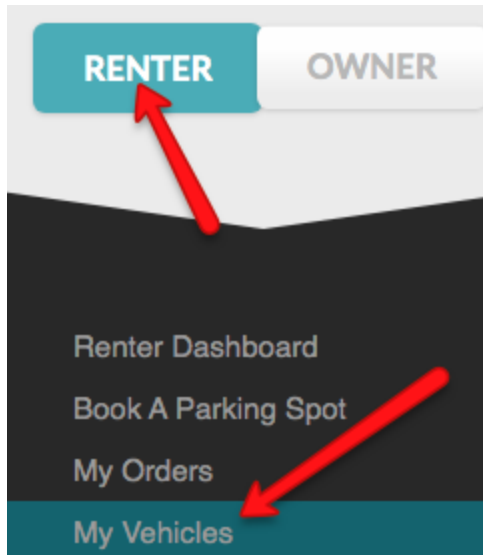 RENTER OWNER
Renter Dashboard
Book A Parking Spot
My Orders
My Vehicles